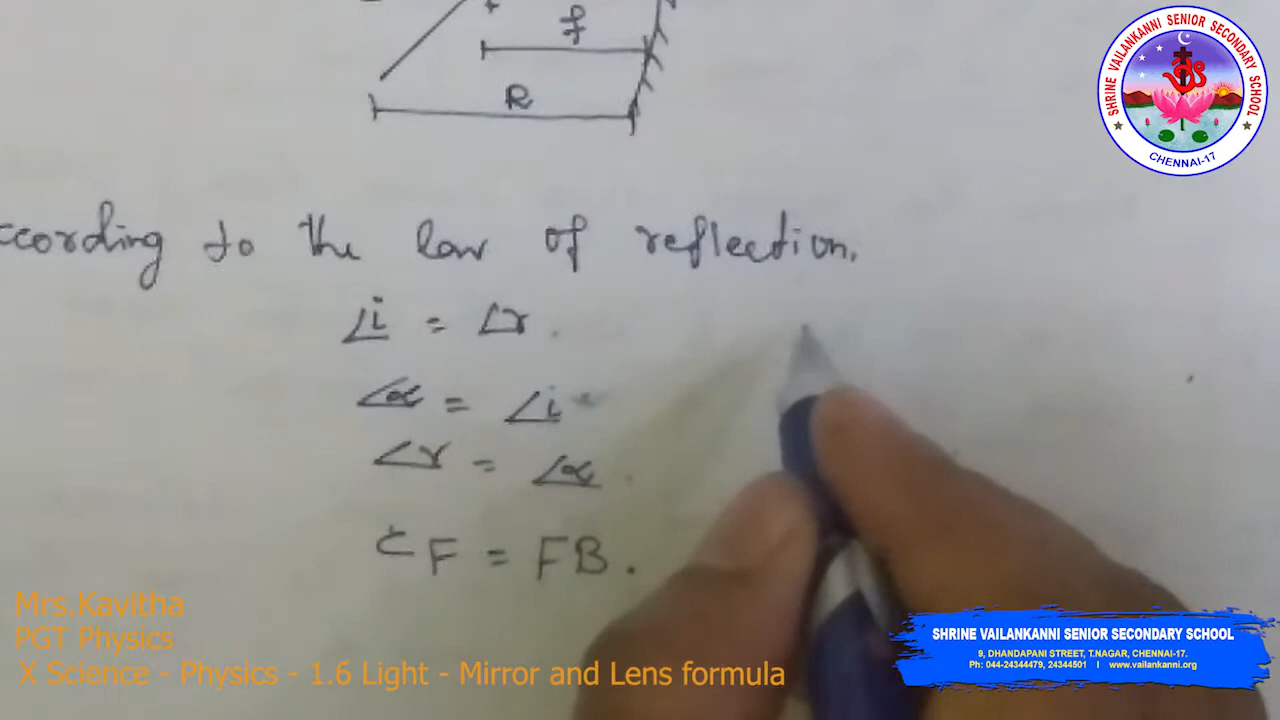 f
R
ccording to the law of reflection.
∠i = ∠r.
∠α = ∠i
∠r = ∠α.
CF = FB.
SHRINE VAILANKANNI SENIOR SECONDARY SCHOOL
CHENNAI-17
Mrs.Kavitha
PGT Physics
X Science - Physics - 1.6 Light - Mirror and Lens formula
SHRINE VAILANKANNI SENIOR SECONDARY SCHOOL
9, DHANDAPANI STREET, T.NAGAR, CHENNAI-17.
Ph: 044-24344479, 24344501 | www.vailankanni.org